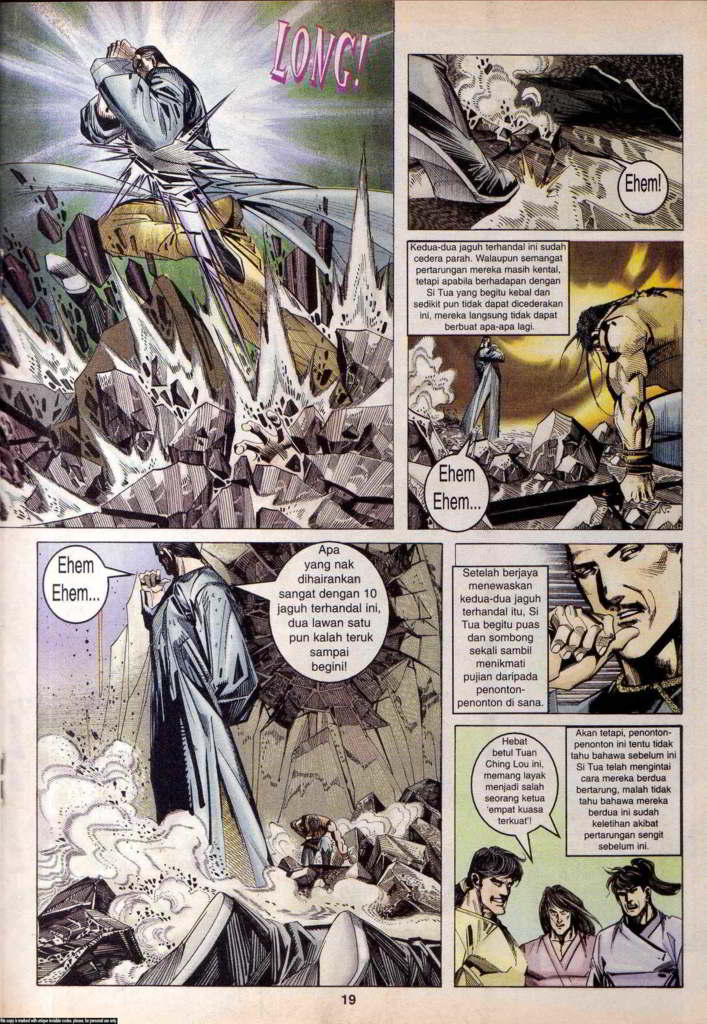 LONG!
Ehem!
Kedua-dua jaguh terhandal ini sudah
cedera parah. Walaupun semangat
pertarungan mereka masih kental,
tetapi apabila berhadapan dengan
Si Tua yang begitu kebal dan
sedikit pun tidak dapat dicederakan
ini, mereka langsung tidak dapat
berbuat apa-apa lagi.
Ehem
Ehem...
Ehem
Ehem...
Apa
yang nak
dihairankan
sangat dengan 10
jaguh terhandal ini,
dua lawan satu
pun kalah teruk
sampai
begini!
Setelah berjaya
menewaskan
kedua-dua jaguh
terhandal itu, Si
Tua begitu puas
dan sombong
sekali sambil
menikmati
pujian daripada
penonton-
penonton di sana.
Hebat
betul Tuan
Ching Lou ini,
memang layak
menjadi salah
seorang ketua
'empat kuasa
terkuat'!
Akan tetapi, penonton-
penonton ini tentu tidak
tahu bahawa sebelum ini
Si Tua telah mengintai
cara mereka berdua
bertarung, malah tidak
tahu bahawa mereka
berdua ini sudah
keletihan akibat
pertarungan sengit
sebelum ini.
19